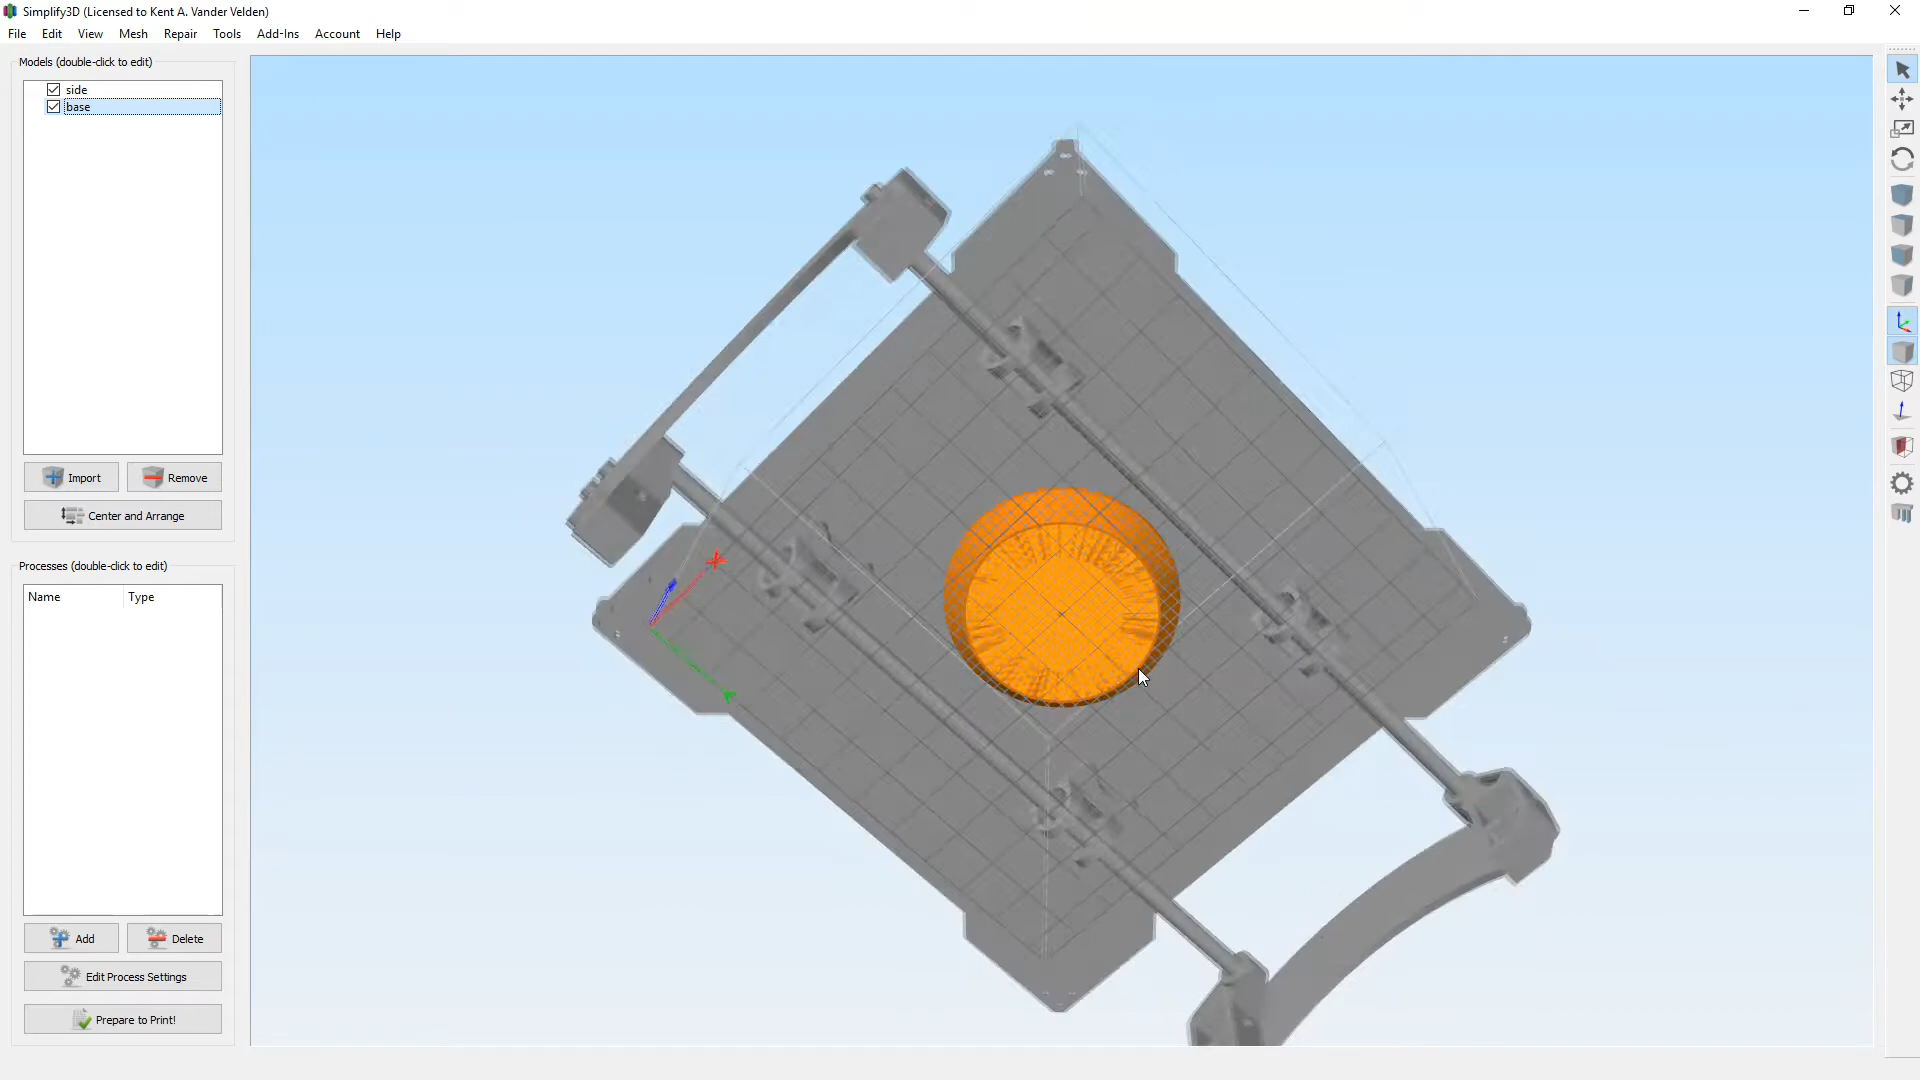 Simplify3D (Licensed to Kent A. Vander Velden)
File Edit View Mesh Repair Tools Add-Ins Account Help
Models (double-click to edit)
side
base
Import Remove
Center and Arrange
Processes (double-click to edit)
Name Type
Add Delete
Edit Process Settings
Prepare to Print!